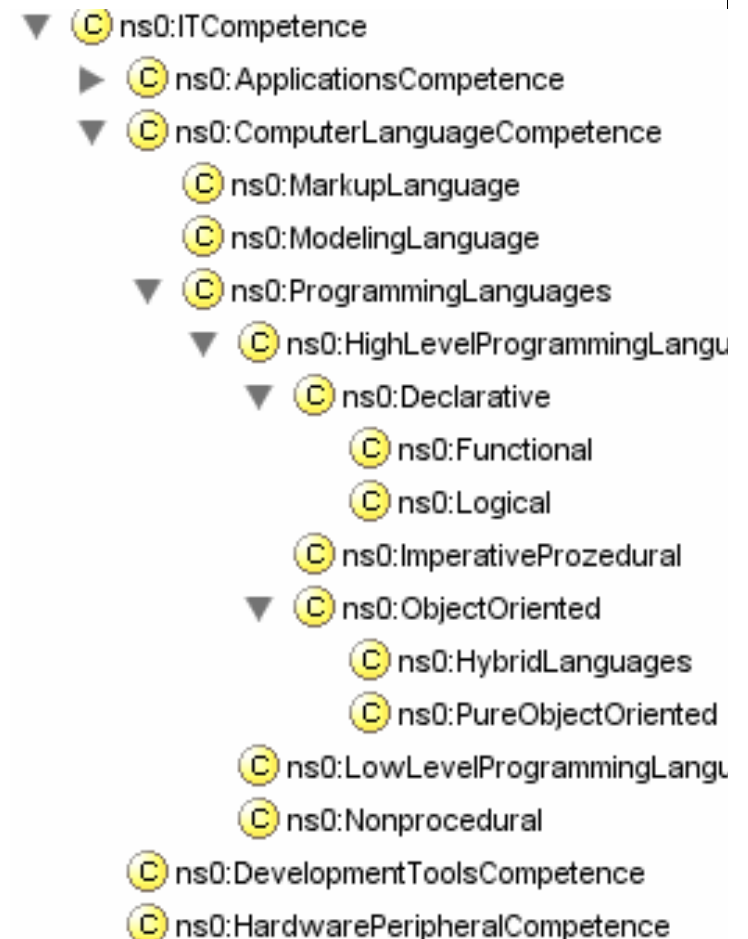 C ns0:ITCompetence
C ns0:ApplicationsCompetence
C ns0:ComputerLanguageCompetence
C ns0:MarkupLanguage
C ns0:ModelingLanguage
C ns0:ProgrammingLanguages
C ns0:HighLevelProgrammingLangu
C ns0:Declarative
C ns0:Functional
C ns0:Logical
C ns0:ImperativeProzedural
C ns0:ObjectOriented
C ns0:HybridLanguages
C ns0:PureObjectOriented
C ns0:LowLevelProgrammingLangu
C ns0:Nonprocedural
C ns0:DevelopmentToolsCompetence
C ns0:HardwarePeripheralCompetence